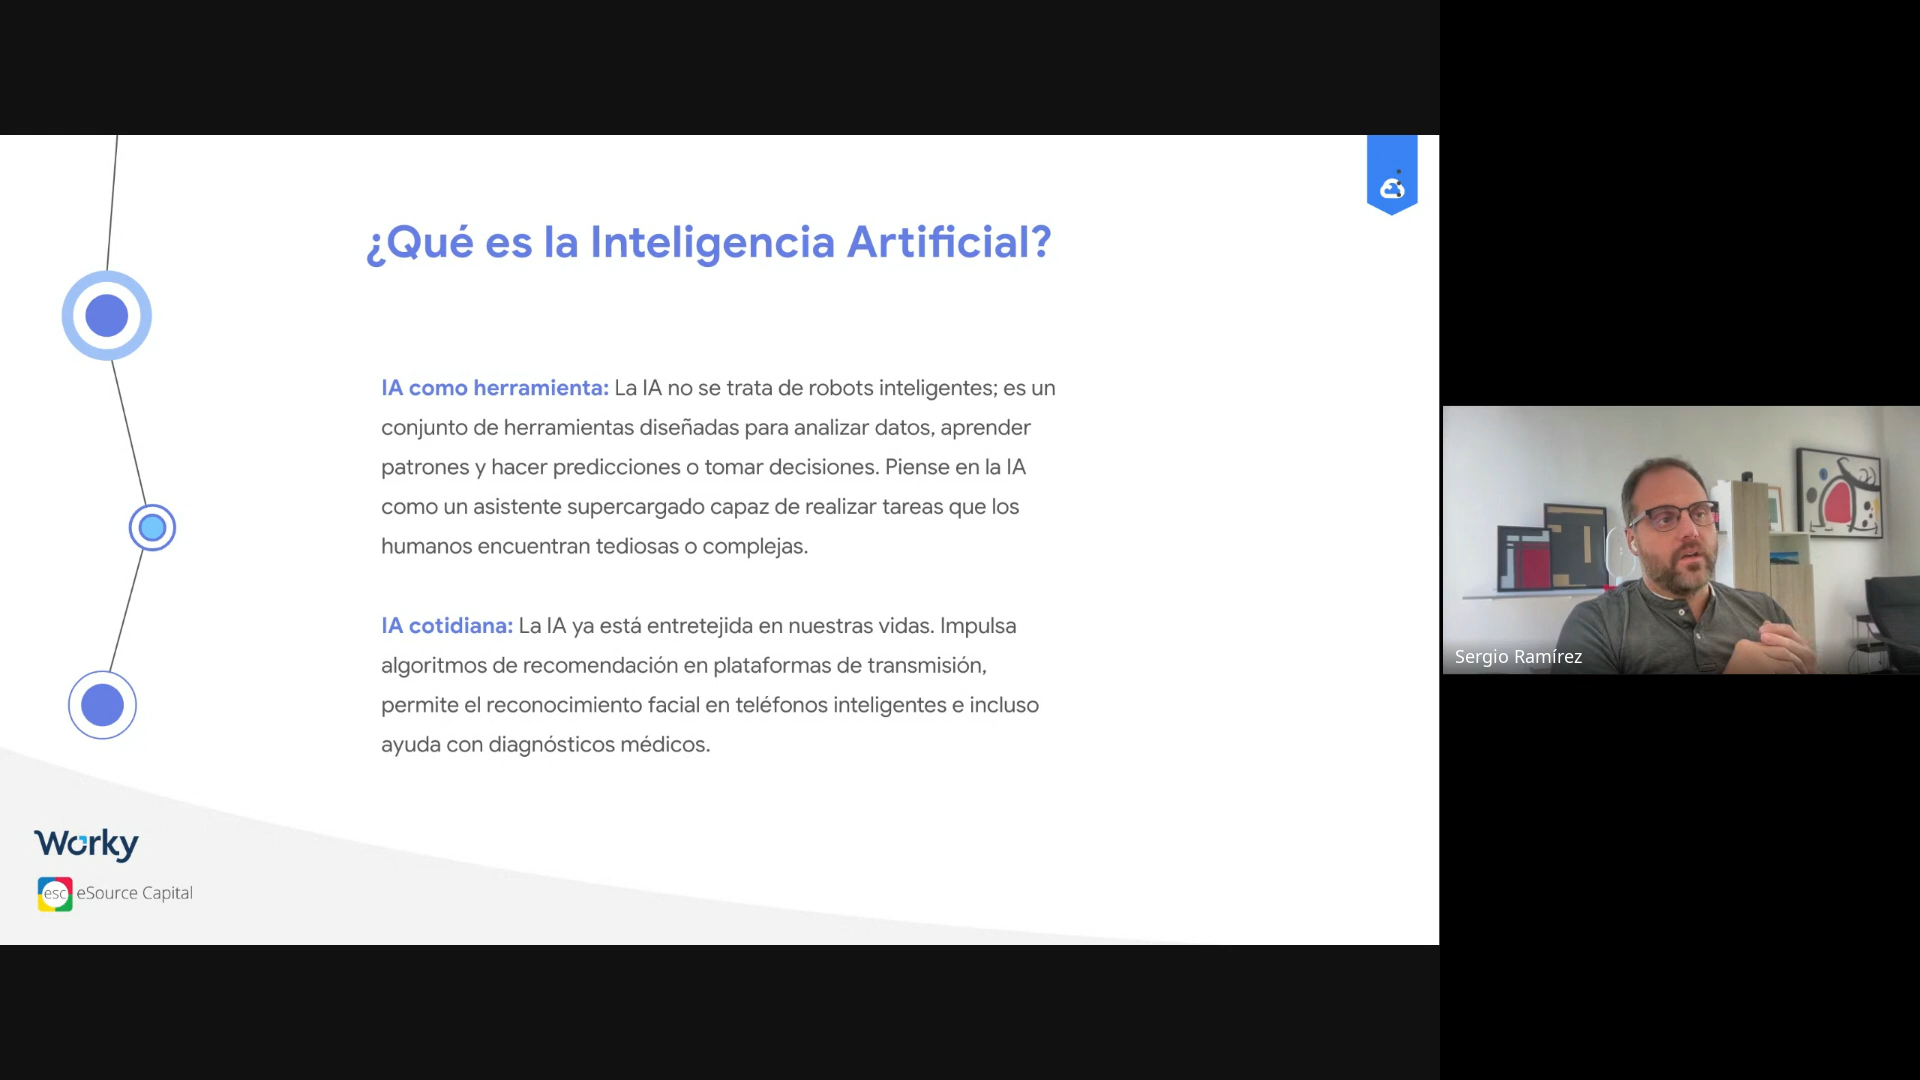 ¿Qué es la Inteligencia Artificial?
IA como herramienta: La IA no se trata de robots inteligentes; es un
conjunto de herramientas diseñadas para analizar datos, aprender
patrones y hacer predicciones o tomar decisiones. Piense en la IA
como un asistente supercargado capaz de realizar tareas que los
humanos encuentran tediosas o complejas.
IA cotidiana: La IA ya está entretejida en nuestras vidas. Impulsa
algoritmos de recomendación en plataformas de transmisión,
permite el reconocimiento facial en teléfonos inteligentes e incluso
ayuda con diagnósticos médicos.
Worky
esc eSource Capital
Sergio Ramírez